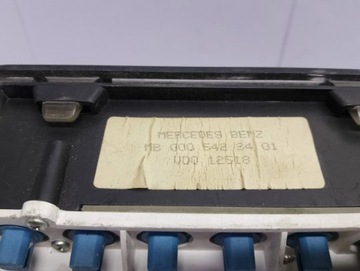 MERCEDES BENZ
MB 000 542 24 01
VDO 12518